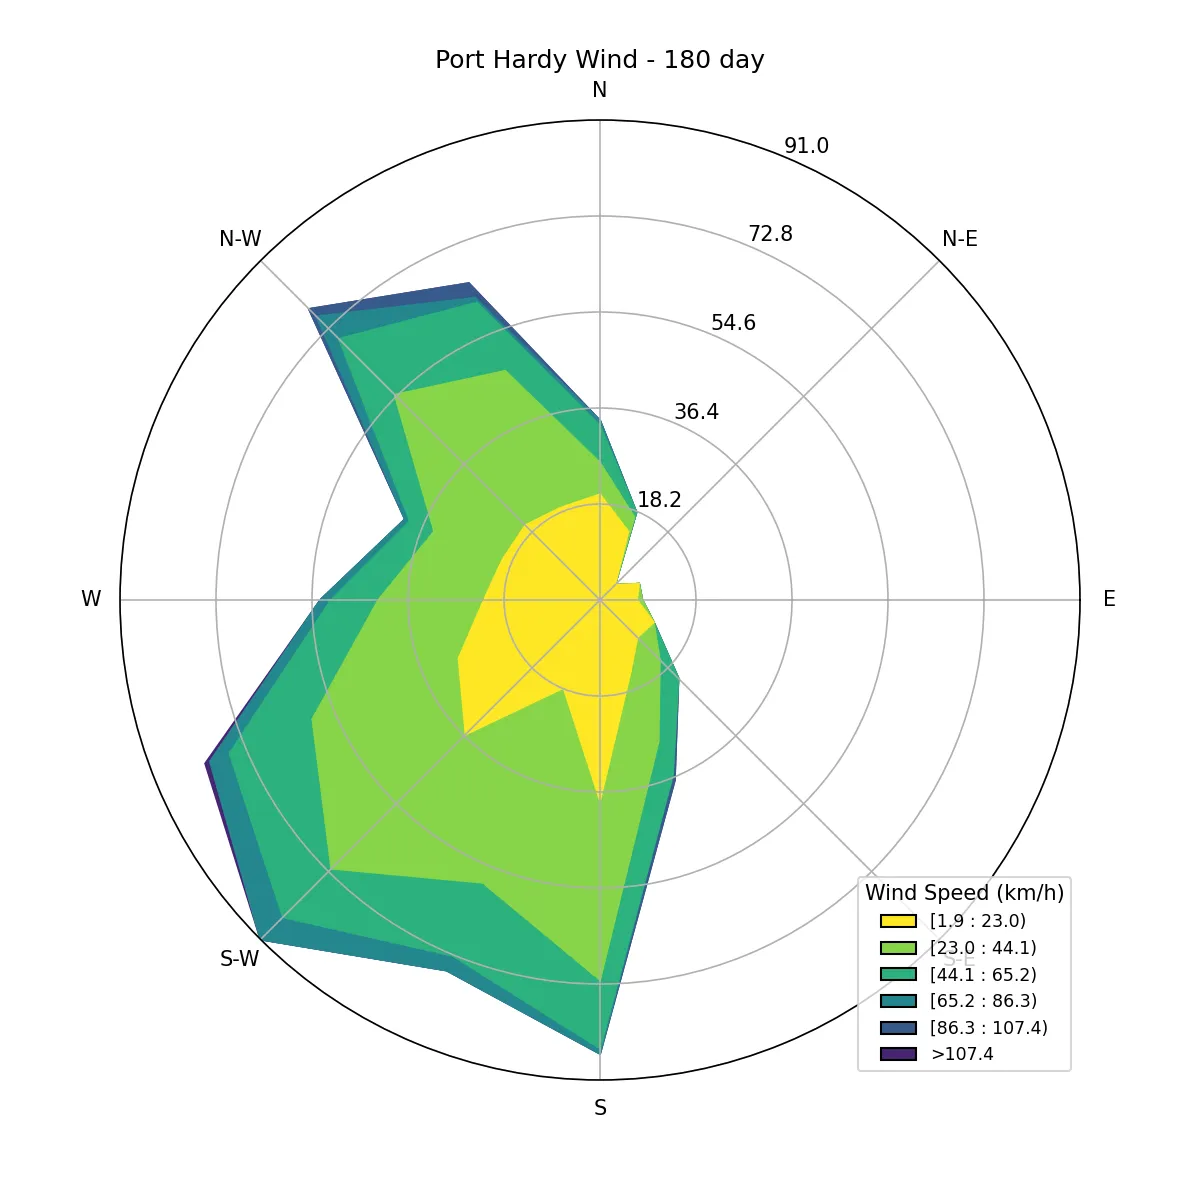 Port Hardy Wind - 180 day
N
91.0
72.8
N-W
N-E
54.6
36.4
18.2
W
E
Wind Speed (km/h)
[1.9 : 23.0)
[23.0 : 44.1)
S-W
S-E
[44.1 : 65.2)
[65.2 : 86.3)
[86.3 : 107.4)
>107.4
S